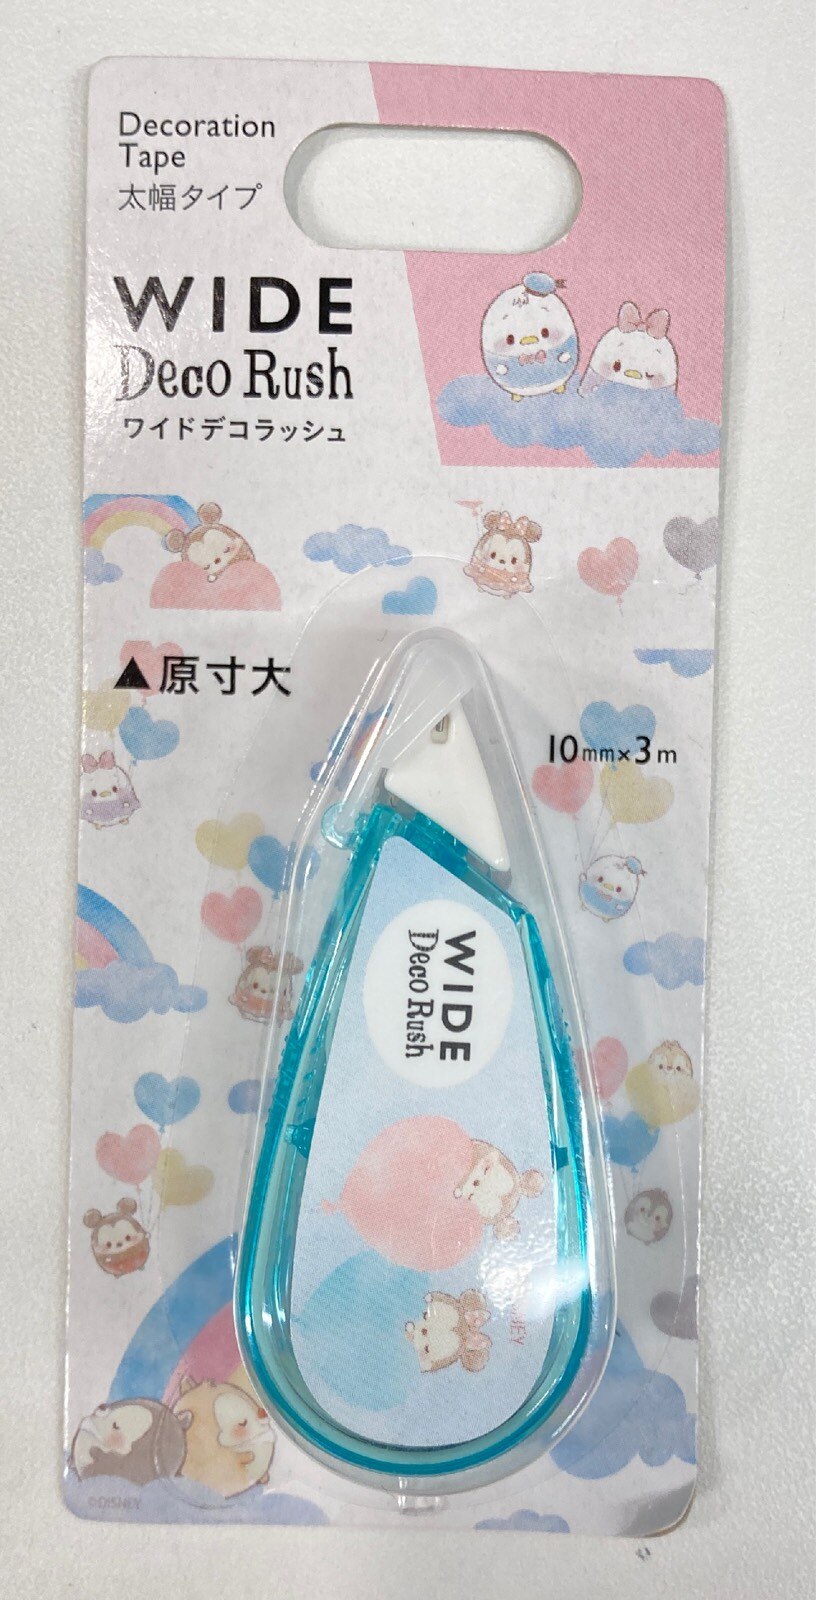 Decoration
Tape
太幅タイプ
WIDE
Deco Rush
ワイドデコラッシュ
▲原寸大
10mm×3m
WIDE
Deco Rush
©DISNEY